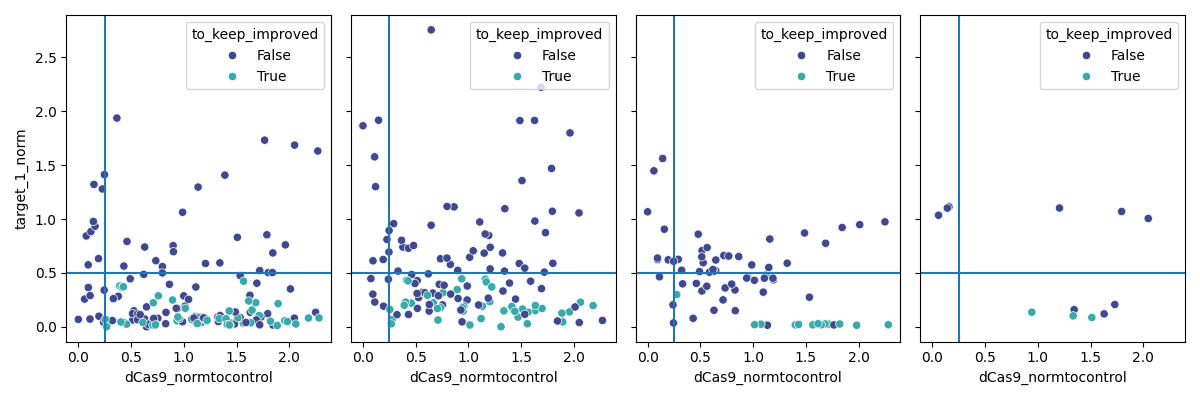 to_keep_improved
False
True
to_keep_improved
False
True
to_keep_improved
False
True
to_keep_improved
False
True
target_1_norm
2.5
2.0
1.5
1.0
0.5
0.0
0.0 0.5 1.0 1.5 2.0
0.0 0.5 1.0 1.5 2.0
0.0 0.5 1.0 1.5 2.0
0.0 0.5 1.0 1.5 2.0
dCas9_normtocontrol
dCas9_normtocontrol
dCas9_normtocontrol
dCas9_normtocontrol